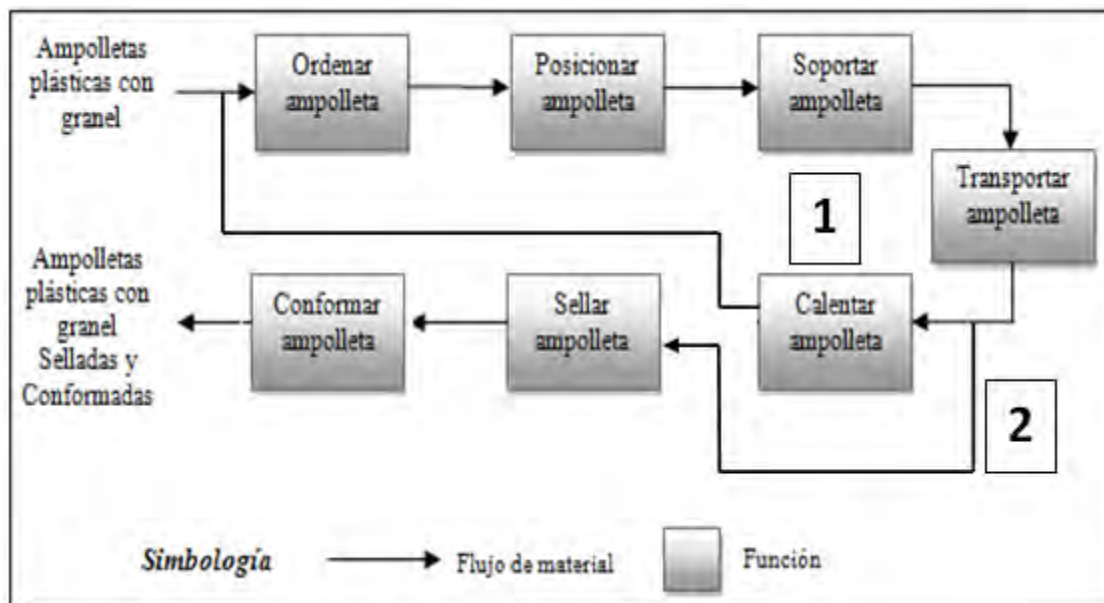 Ampolletas
plásticas con
granel
Ordenar
ampolleta
Posicionar
ampolleta
Soportar
ampolleta
Transportar
ampolleta
1
Ampolletas
plásticas con
granel
Selladas y
Conformadas
Conformar
ampolleta
Sellar
ampolleta
Calentar
ampolleta
2
Simbología
Flujo de material
Función